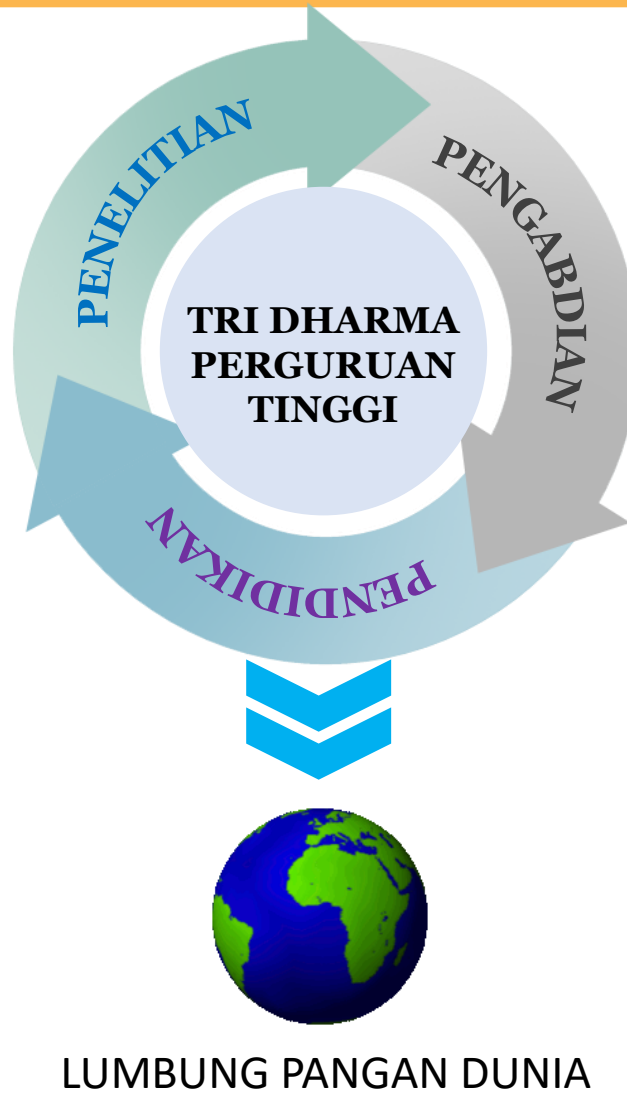 PENELITIAN
PENGABDIAN
TRI DHARMA
PERGURUAN
TINGGI
PENDIDIKAN
LUMBUNG PANGAN DUNIA